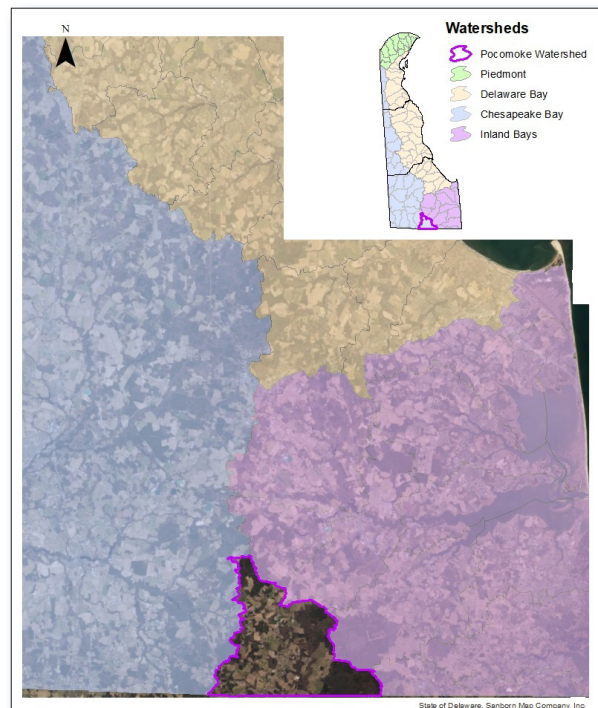 Watersheds
N
Pocomoke Watershed
Piedmont
Delaware Bay
Chesapeake Bay
Inland Bays
State of Delaware, Sanborn Map Company, Inc.